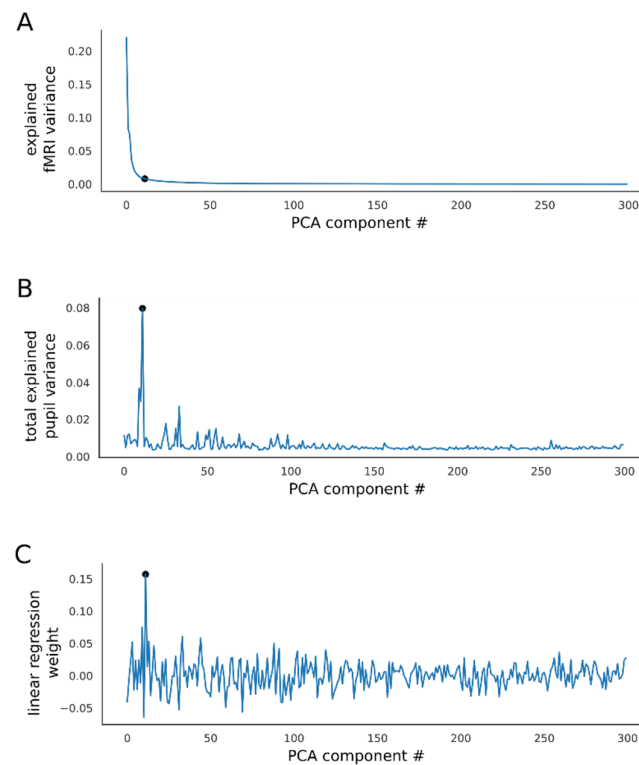 A
explained
fMRI vairiance
0.20
0.15
0.10
0.05
0.00
0 50 100 150 200 250 300
PCA component #
B
total explained
pupil variance
0.08
0.06
0.04
0.02
0.00
0 50 100 150 200 250 300
PCA component #
C
linear regression
weight
0.15
0.10
0.05
0.00
−0.05
0 50 100 150 200 250 300
PCA component #